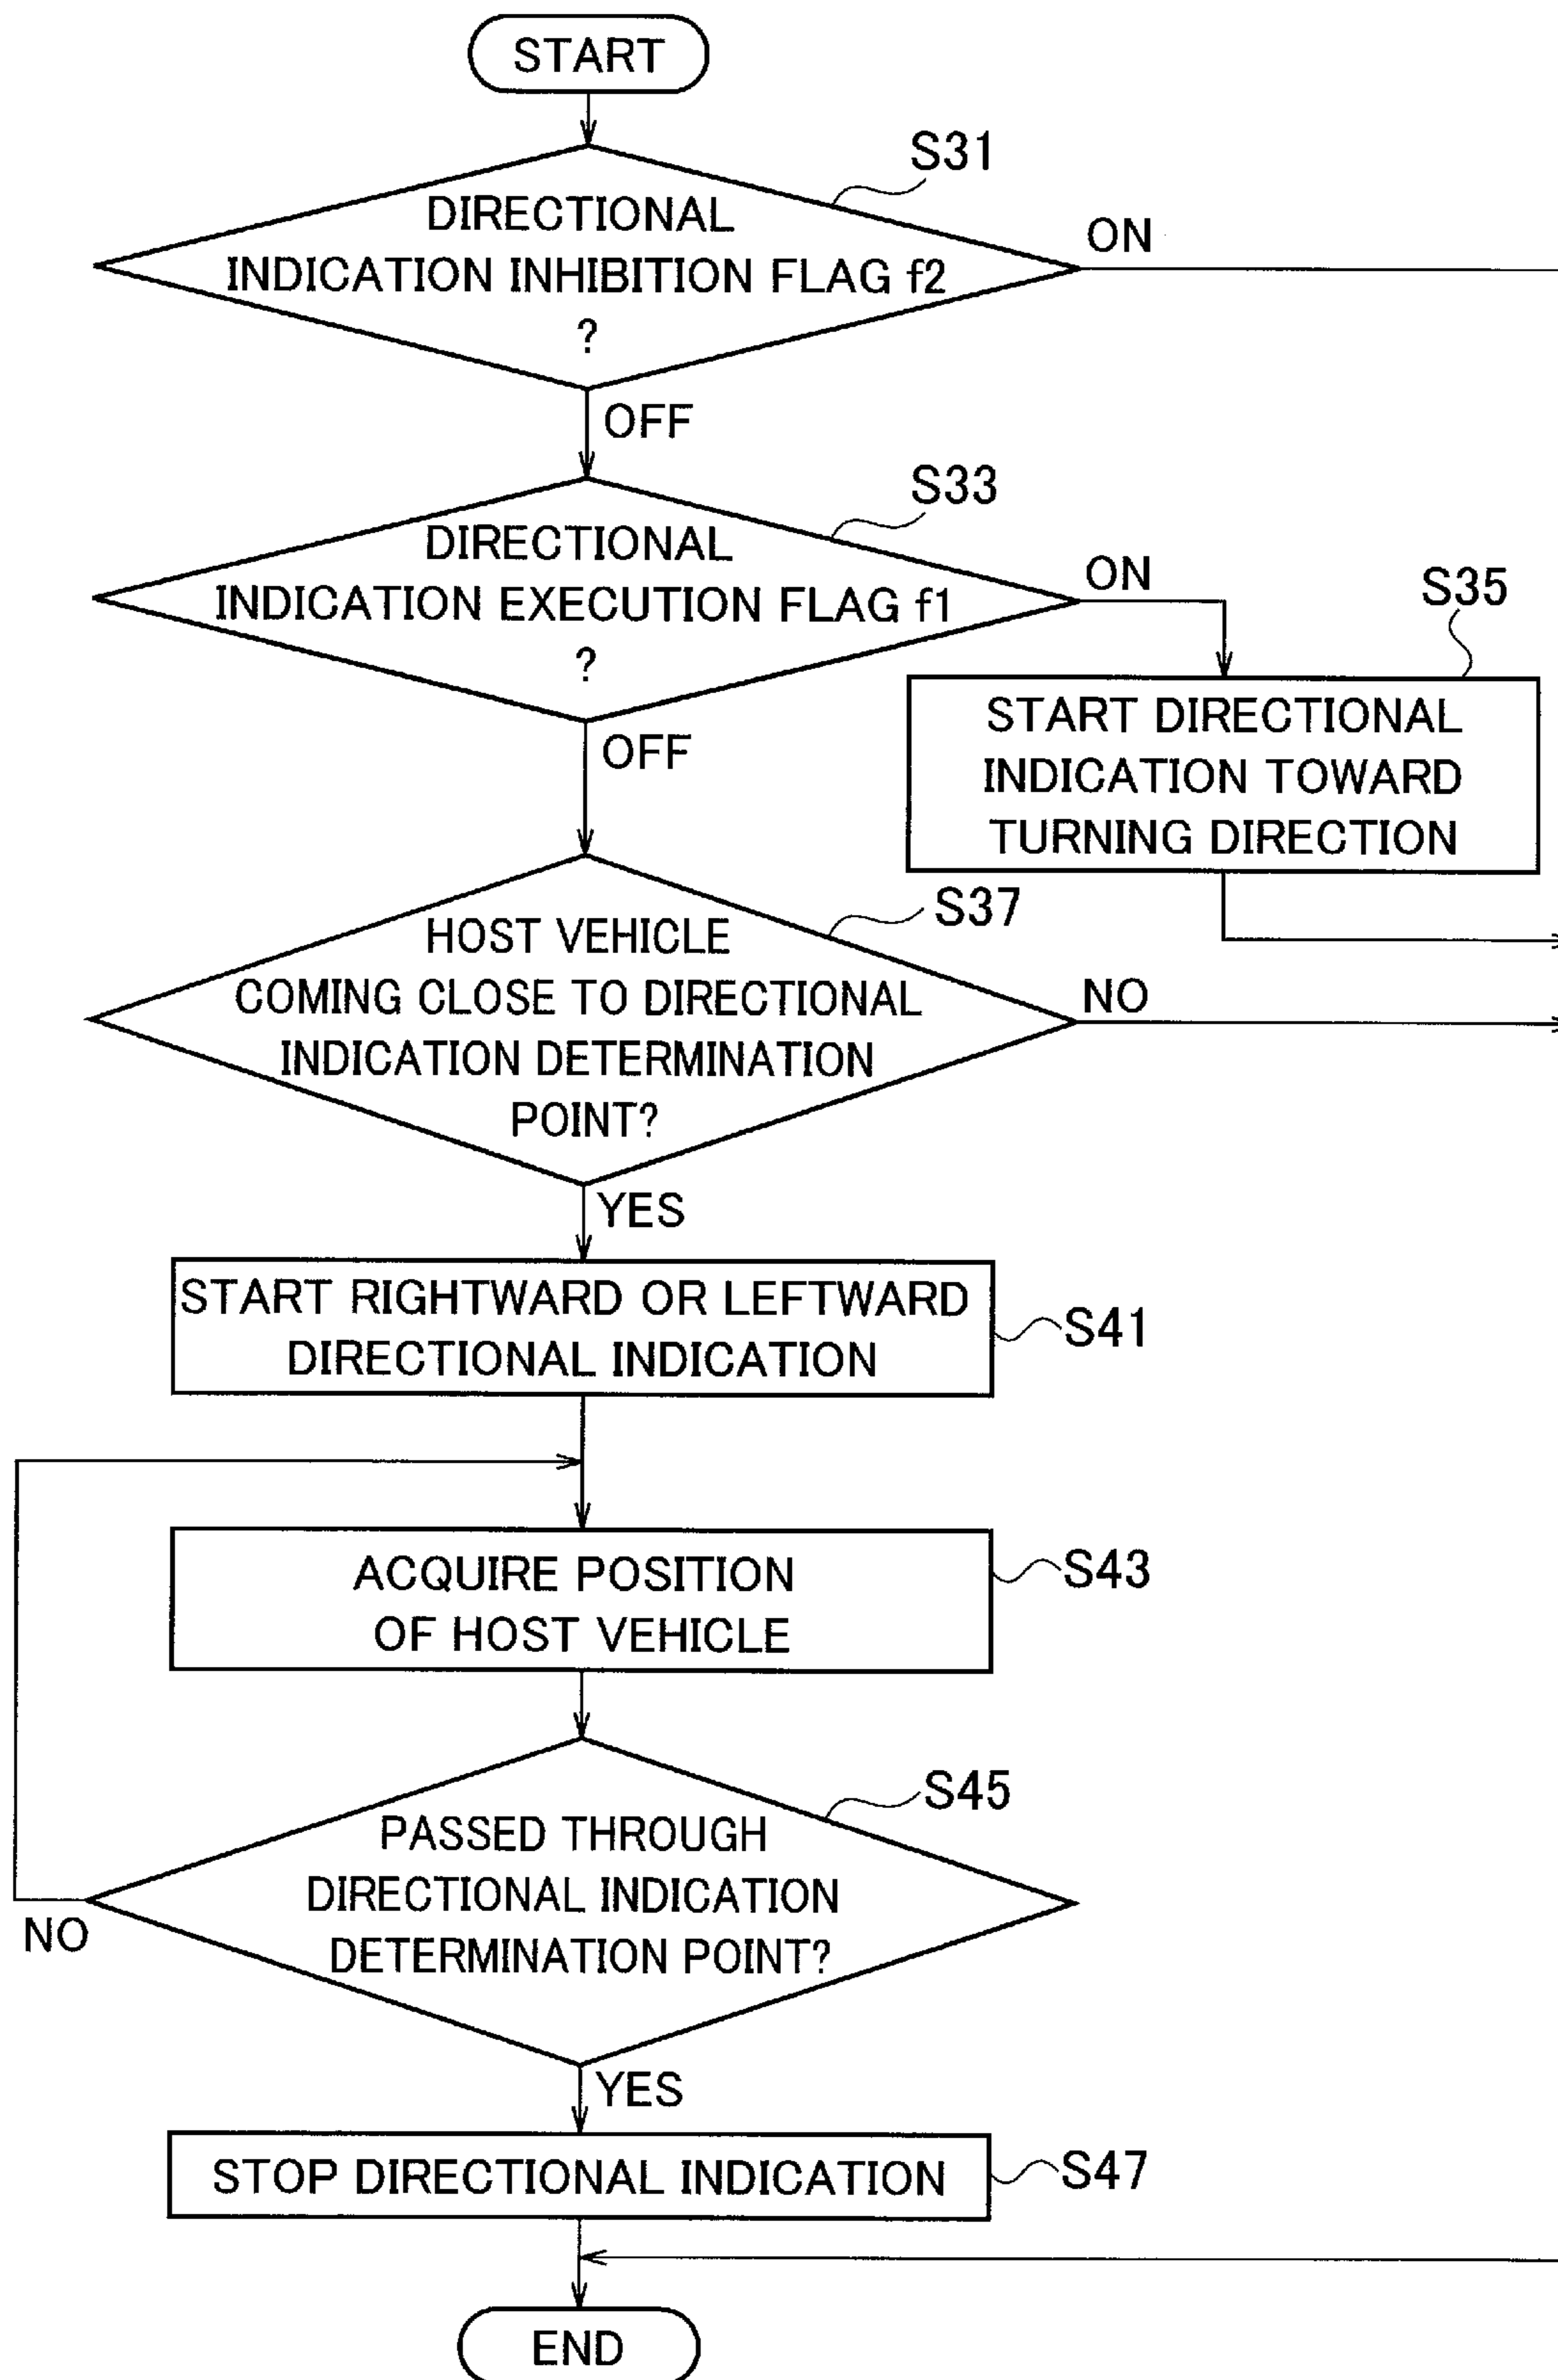 START
S31
DIRECTIONAL
INDICATION INHIBITION FLAG f2
?
ON
OFF
S33
DIRECTIONAL
INDICATION EXECUTION FLAG f1
?
ON
S35
START DIRECTIONAL
INDICATION TOWARD
TURNING DIRECTION
OFF
S37
HOST VEHICLE
COMING CLOSE TO DIRECTIONAL
INDICATION DETERMINATION
POINT?
NO
YES
START RIGHTWARD OR LEFTWARD
DIRECTIONAL INDICATION
S41
ACQUIRE POSITION
OF HOST VEHICLE
S43
S45
PASSED THROUGH
DIRECTIONAL INDICATION
DETERMINATION POINT?
NO
YES
STOP DIRECTIONAL INDICATION
S47
END